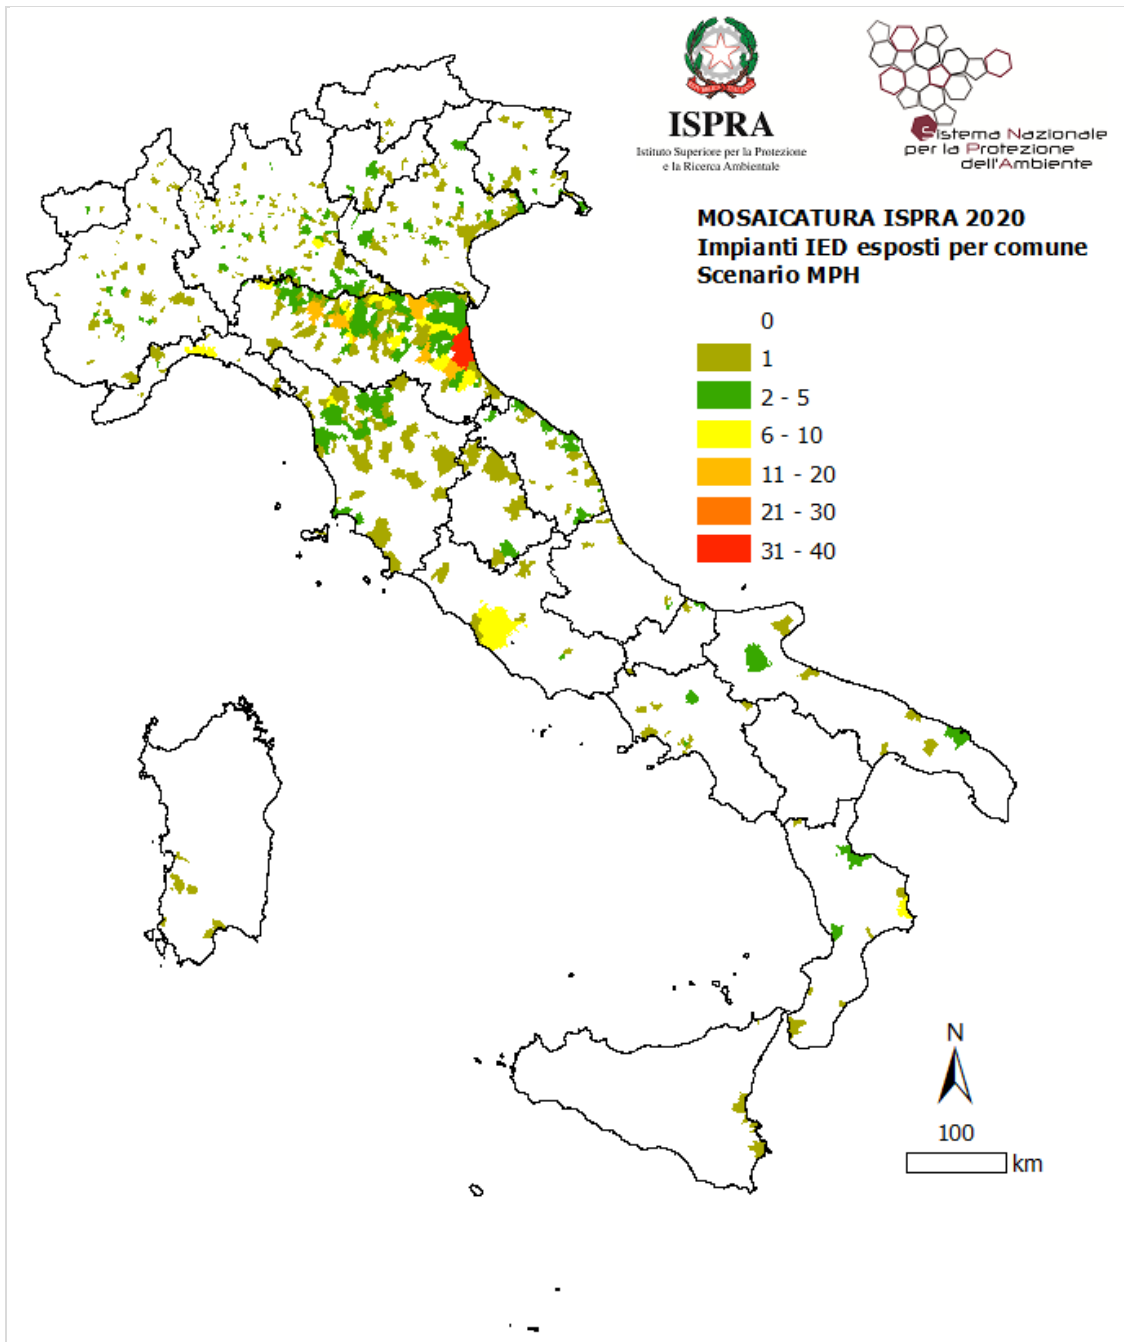 ISPRA
Istituto Superiore per la Protezione
e la Ricerca Ambientale
Sistema Nazionale
per la Protezione
dell'Ambiente
MOSAICATURA ISPRA 2020
Impianti IED esposti per comune
Scenario MPH
0
1
2 - 5
6 - 10
11 - 20
21 - 30
31 - 40
N
100
km